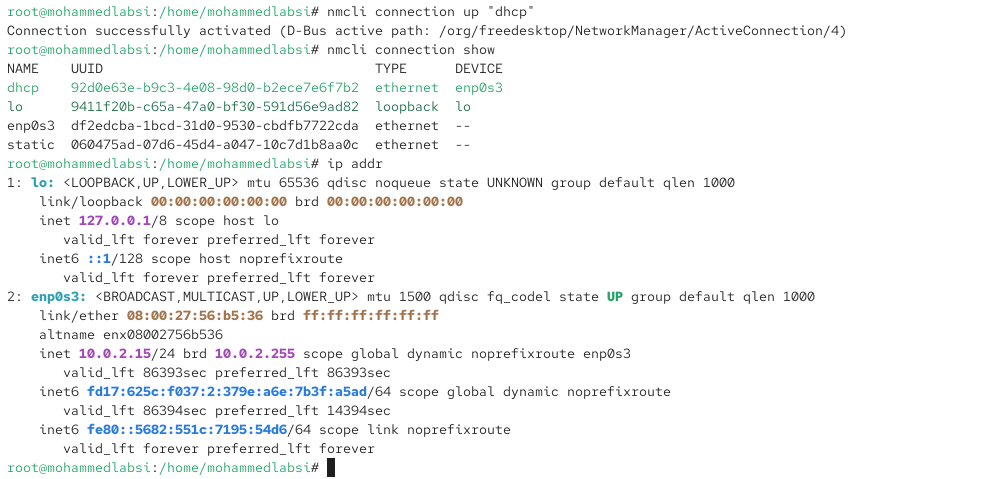 root@mohammedlabsi:/home/mohammedlabsi# nmcli connection up "dhcp"
Connection successfully activated (D-Bus active path: /org/freedesktop/NetworkManager/ActiveConnection/4)
root@mohammedlabsi:/home/mohammedlabsi# nmcli connection show
NAME    UUID                                  TYPE      DEVICE
dhcp    92d0e63e-b9c3-4e08-98d0-b2ece7e6f7b2  ethernet  enp0s3
lo      9411f20b-c65a-47a0-bf30-591d56e9ad82  loopback  lo
enp0s3  df2edcba-1bcd-31d0-9530-cbdfb7722cda  ethernet  --
static  060475ad-07d6-45d4-a047-10c7d1b8aa0c  ethernet  --
root@mohammedlabsi:/home/mohammedlabsi# ip addr
1: lo: <LOOPBACK,UP,LOWER_UP> mtu 65536 qdisc noqueue state UNKNOWN group default qlen 1000
    link/loopback 00:00:00:00:00:00 brd 00:00:00:00:00:00
    inet 127.0.0.1/8 scope host lo
       valid_lft forever preferred_lft forever
    inet6 ::1/128 scope host noprefixroute
       valid_lft forever preferred_lft forever
2: enp0s3: <BROADCAST,MULTICAST,UP,LOWER_UP> mtu 1500 qdisc fq_codel state UP group default qlen 1000
    link/ether 08:00:27:56:b5:36 brd ff:ff:ff:ff:ff:ff
    altname enx08002756b536
    inet 10.0.2.15/24 brd 10.0.2.255 scope global dynamic noprefixroute enp0s3
       valid_lft 86393sec preferred_lft 86393sec
    inet6 fd17:625c:f037:2:379e:a6e:7b3f:a5ad/64 scope global dynamic noprefixroute
       valid_lft 86394sec preferred_lft 14394sec
    inet6 fe80::5682:551c:7195:54d6/64 scope link noprefixroute
       valid_lft forever preferred_lft forever
root@mohammedlabsi:/home/mohammedlabsi#